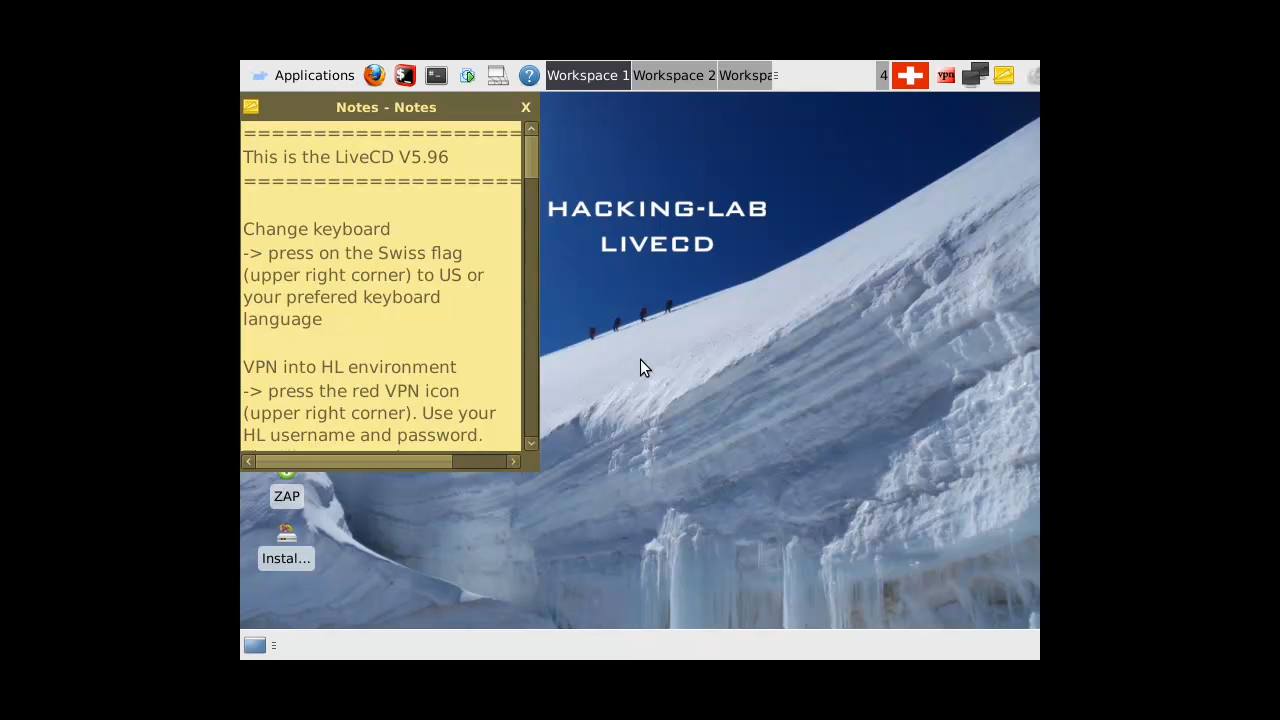 Applications
Workspace 1
Workspace 2
4
vpn
Notes - Notes
X
====================
This is the LiveCD V5.96
====================
Change keyboard
-> press on the Swiss flag
(upper right corner) to US or
your prefered keyboard
language
VPN into HL environment
-> press the red VPN icon
(upper right corner). Use your
HL username and password.
HACKING-LAB
LIVECD
ZAP
Instal...